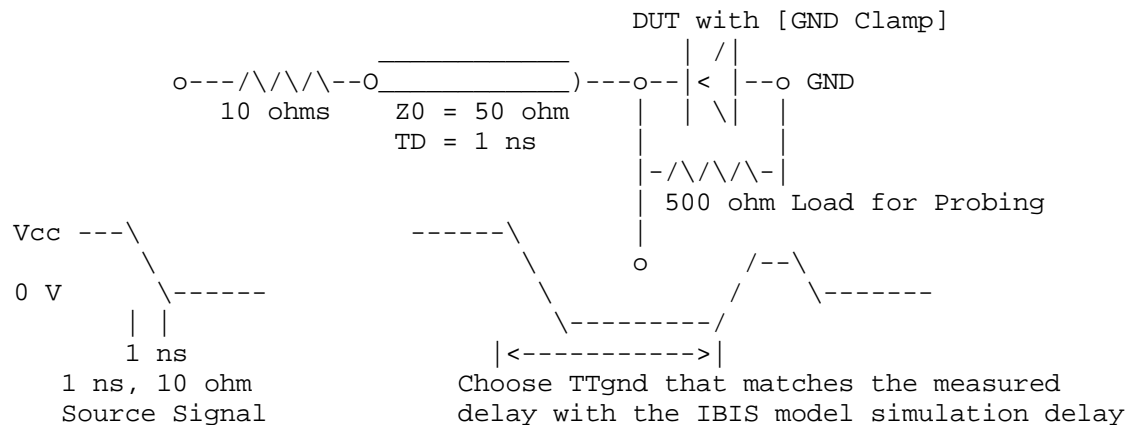 DUT with [GND Clamp]
GND
10 ohms Z0 = 50 ohm
TD = 1 ns
500 ohm Load for Probing
Vcc
0 V
1 ns
1 ns, 10 ohm Choose TTgnd that matches the measured
Source Signal delay with the IBIS model simulation delay